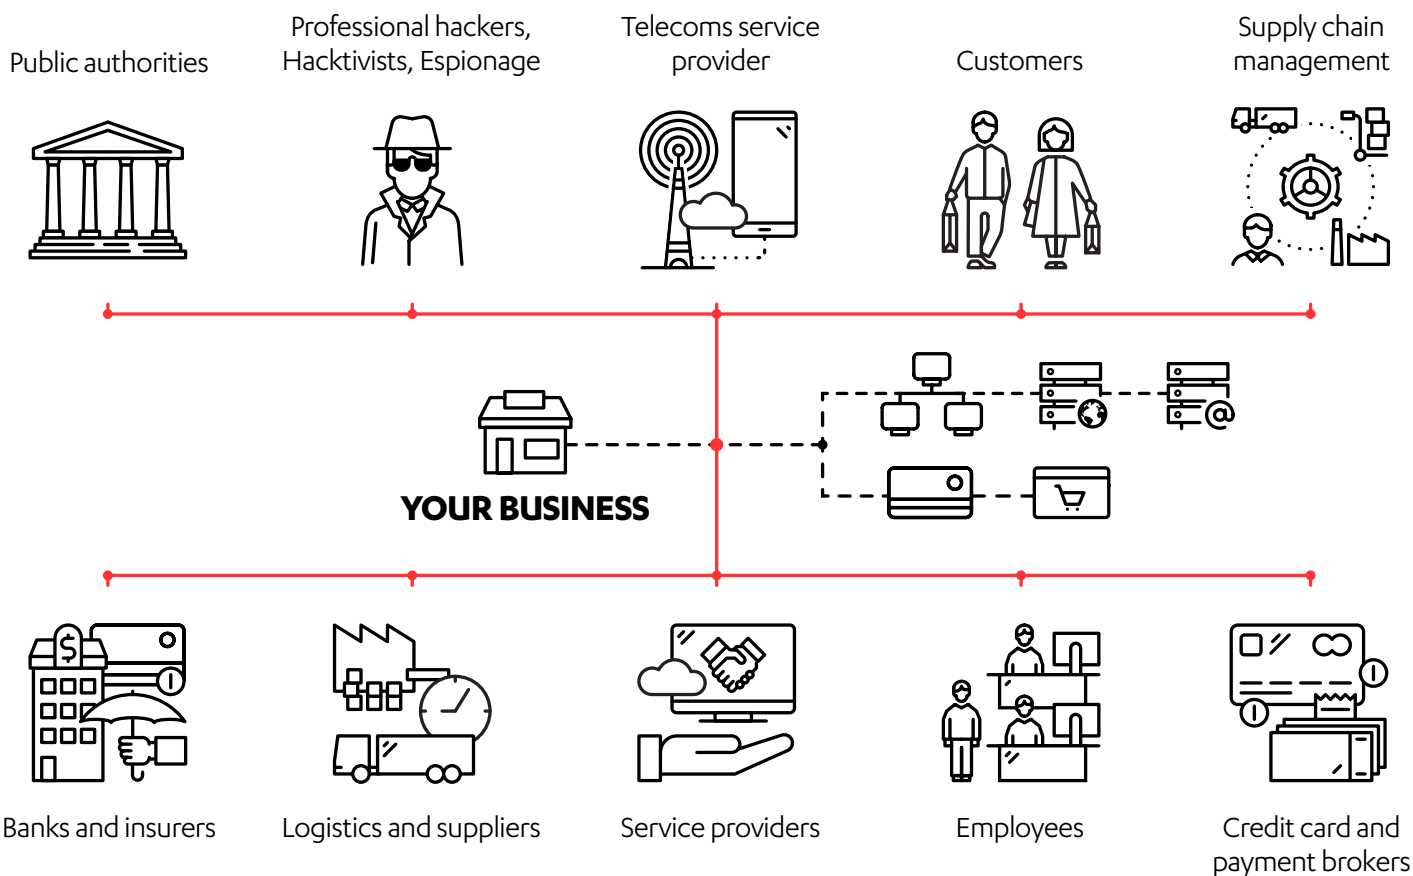 Public authorities
Professional hackers,
Hacktivists, Espionage
Telecoms service
provider
Customers
Supply chain
management
$
@
YOUR BUSINESS
Banks and insurers
Logistics and suppliers
Service providers
Employees
Credit card and
payment brokers